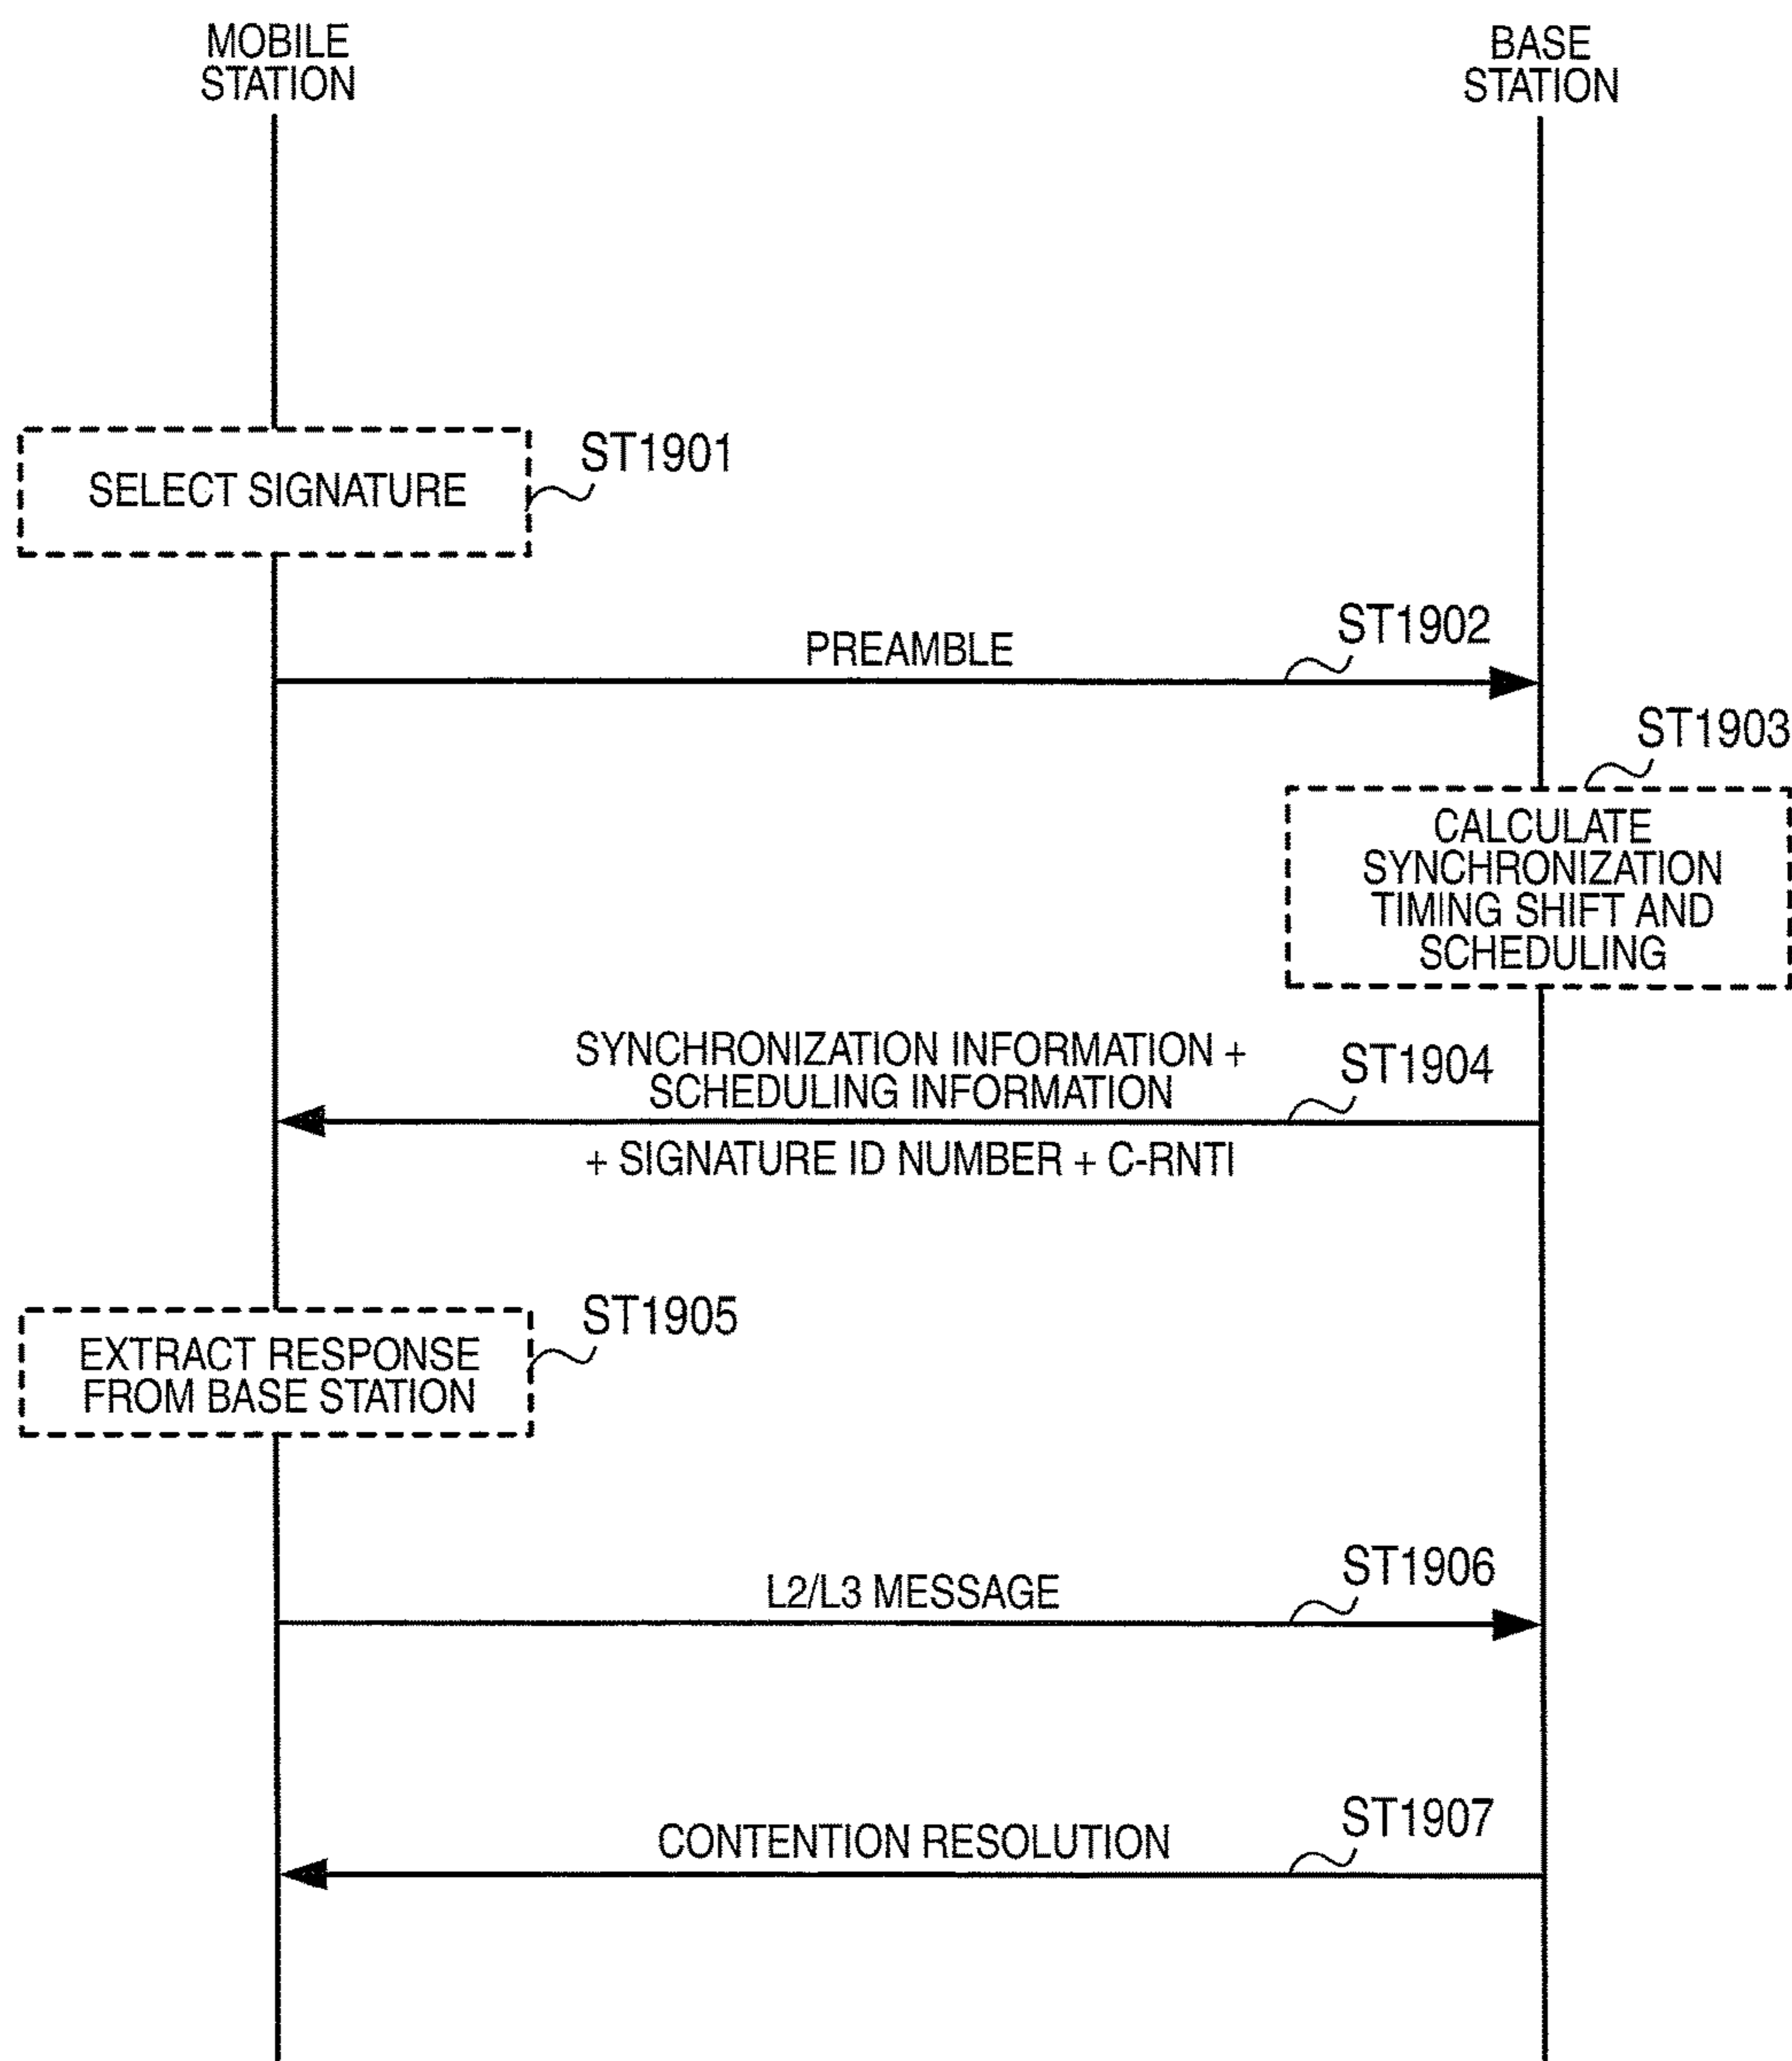 MOBILE
STATION
BASE
STATION
SELECT SIGNATURE
ST1901
PREAMBLE
ST1902
ST1903
CALCULATE
SYNCHRONIZATION
TIMING SHIFT AND
SCHEDULING
SYNCHRONIZATION INFORMATION +
SCHEDULING INFORMATION
ST1904
+ SIGNATURE ID NUMBER + C-RNTI
EXTRACT RESPONSE
FROM BASE STATION
ST1905
L2/L3 MESSAGE
ST1906
CONTENTION RESOLUTION
ST1907